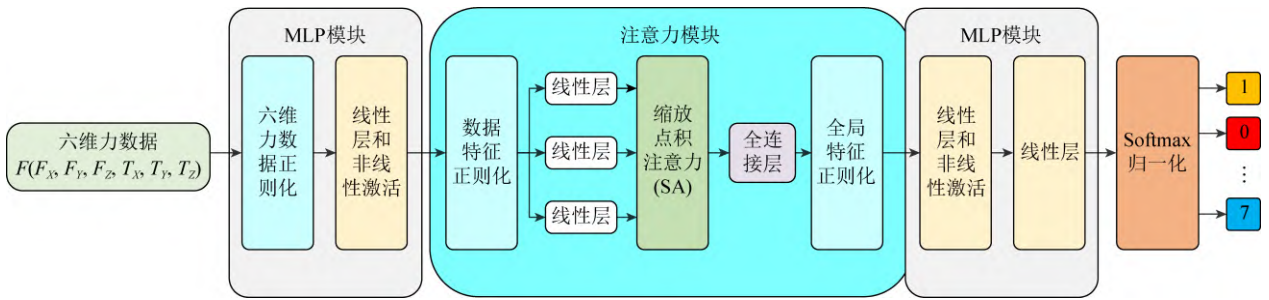 六维力数据
F(F_X, F_Y, F_Z, T_X, T_Y, T_Z)
MLP模块
六维
力数
据正
则化
线性
层和
非线
性激活
注意力模块
数据
特征
正则化
线性层
线性层
线性层
缩放
点积
注意力
(SA)
全连
接层
全局
特征
正则化
MLP模块
线性
层和
非线
性激活
线性层
Softmax
归一化
1
0
⋮
7